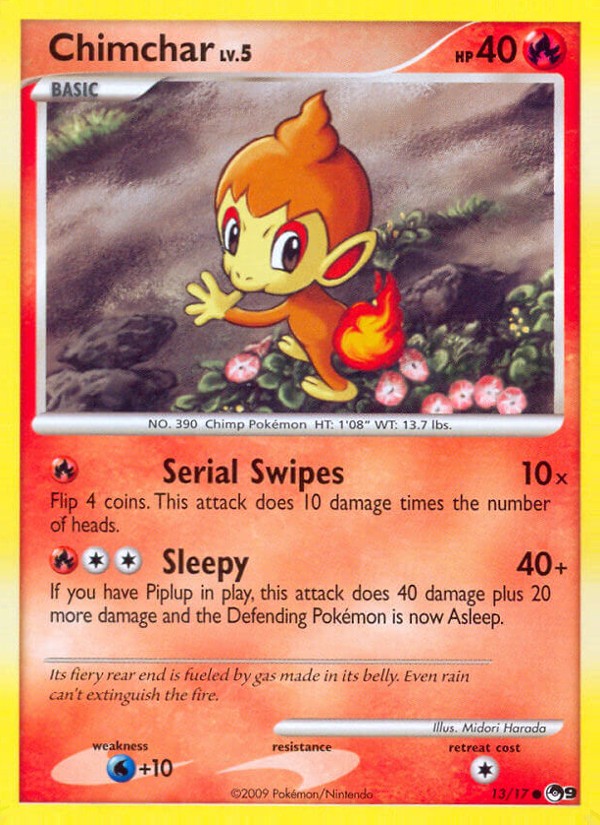 Chimchar LV.5 HP 40
BASIC
NO. 390 Chimp Pokémon HT: 1'08" WT: 13.7 lbs.
Serial Swipes 10x
Flip 4 coins. This attack does 10 damage times the number
of heads.
Sleepy 40+
If you have Piplup in play, this attack does 40 damage plus 20
more damage and the Defending Pokémon is now Asleep.
Its fiery rear end is fueled by gas made in its belly. Even rain
can't extinguish the fire.
Illus. Midori Harada
weakness resistance retreat cost
+10
©2009 Pokémon/Nintendo 13/17 9